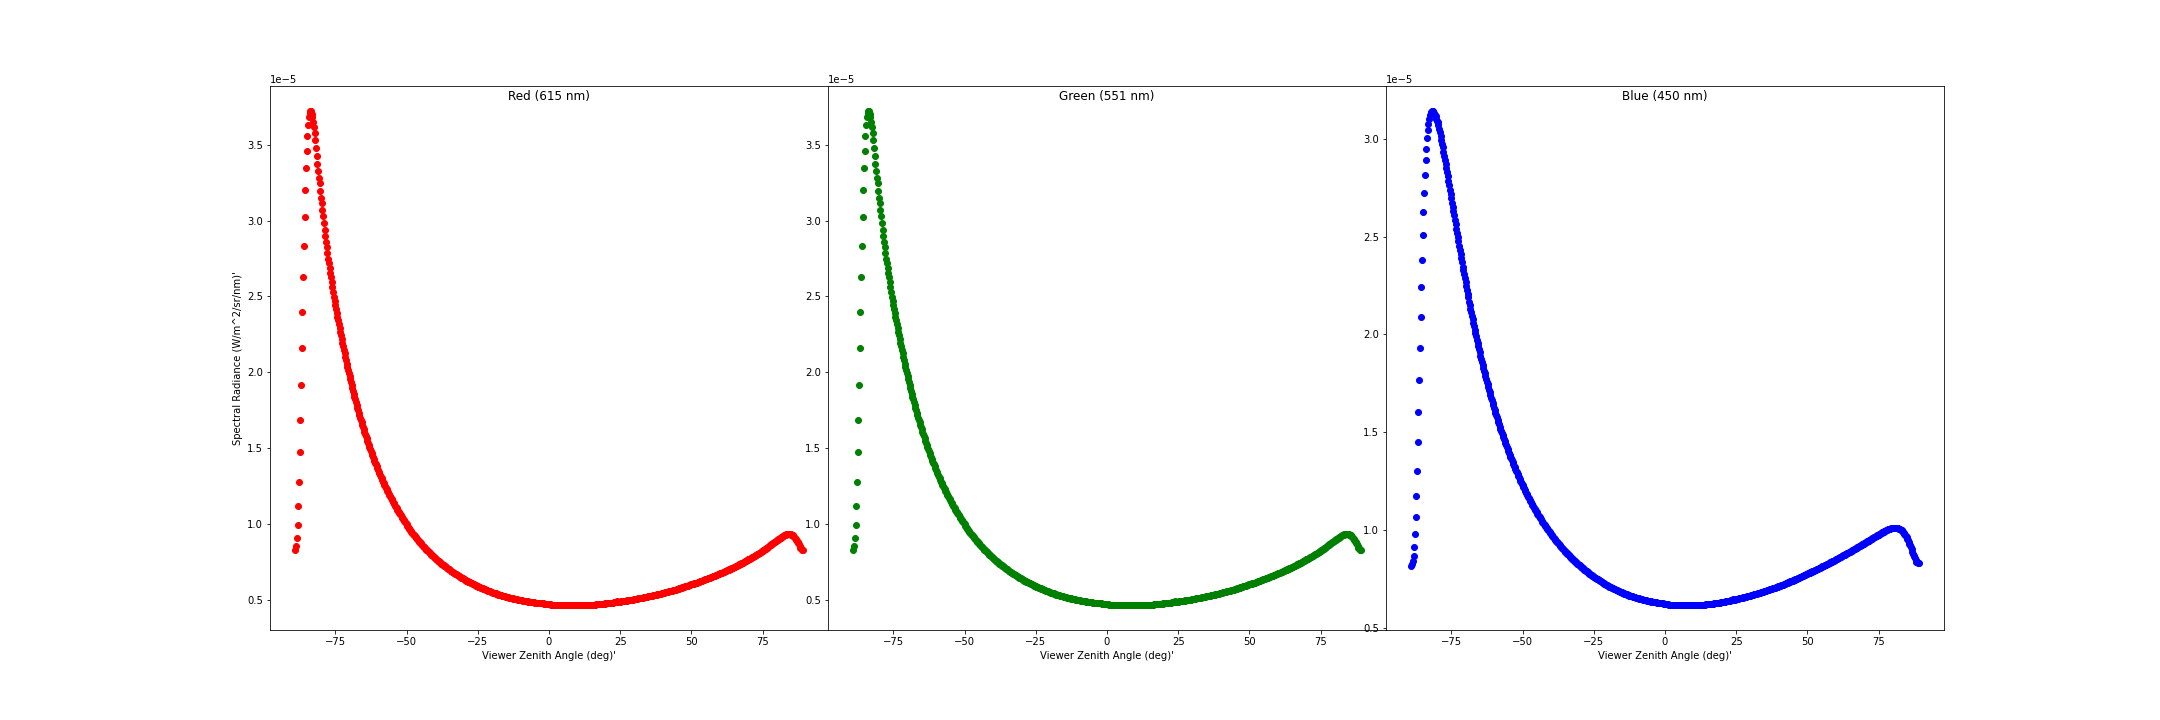 1e−5
1e−5
1e−5
Red (615 nm)
Green (551 nm)
Blue (450 nm)
Spectral Radiance (W/m^2/sr/nm)'
3.5
3.0
2.5
2.0
1.5
1.0
0.5
3.5
3.0
2.5
2.0
1.5
1.0
0.5
3.0
2.5
2.0
1.5
1.0
0.5
−75 −50 −25 0 25 50 75
−75 −50 −25 0 25 50 75
−75 −50 −25 0 25 50 75
Viewer Zenith Angle (deg)'
Viewer Zenith Angle (deg)'
Viewer Zenith Angle (deg)'